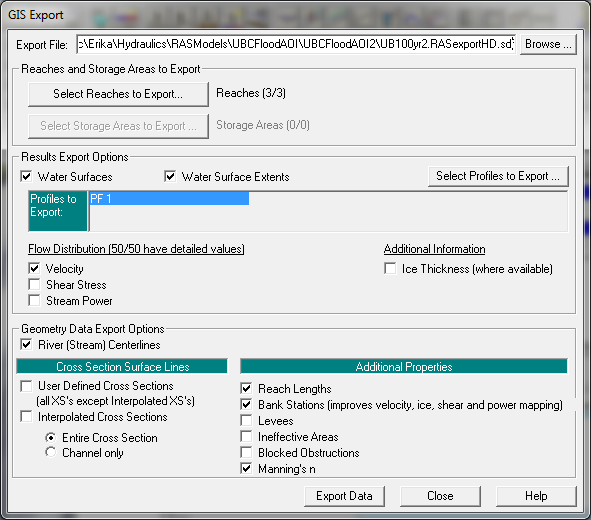 GIS Export
Export File: c\Erika\Hydraulics\RASModels\UBCFloodAOI\UBCFloodAOI2\UB100yr2.RASexportHD.sd Browse ...
Reaches and Storage Areas to Export
Select Reaches to Export... Reaches (3/3)
Select Storage Areas to Export ... Storage Areas (0/0)
Results Export Options
Water Surfaces Water Surface Extents Select Profiles to Export ...
Profiles to Export: PF 1
Flow Distribution (50/50 have detailed values) Additional Information
Velocity Ice Thickness (where available)
Shear Stress
Stream Power
Geometry Data Export Options
River (Stream) Centerlines
Cross Section Surface Lines Additional Properties
User Defined Cross Sections Reach Lengths
(all XS's except Interpolated XS's) Bank Stations (improves velocity, ice, shear and power mapping)
Interpolated Cross Sections Levees
Entire Cross Section Ineffective Areas
Channel only Blocked Obstructions
Manning's n
Export Data Close Help